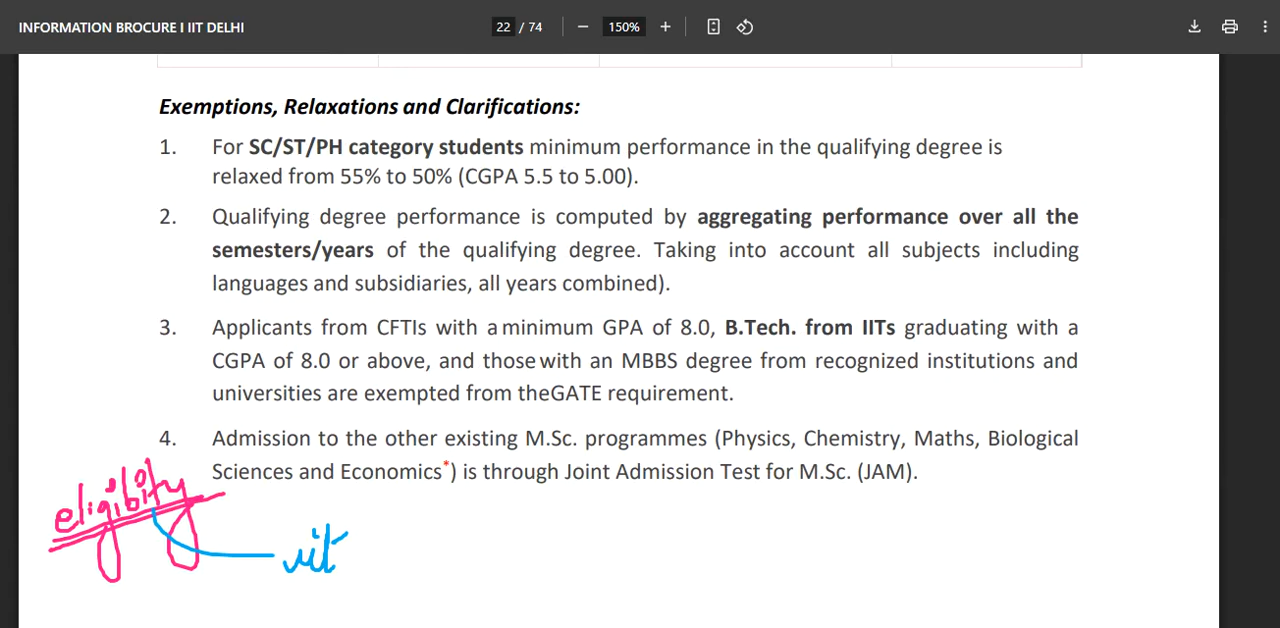 INFORMATION BROCURE I IIT DELHI
22 / 74
150%
Exemptions, Relaxations and Clarifications:
1. For SC/ST/PH category students minimum performance in the qualifying degree is
relaxed from 55% to 50% (CGPA 5.5 to 5.00).
2. Qualifying degree performance is computed by aggregating performance over all the
semesters/years of the qualifying degree. Taking into account all subjects including
languages and subsidiaries, all years combined).
3. Applicants from CFTIs with a minimum GPA of 8.0, B.Tech. from IITs graduating with a
CGPA of 8.0 or above, and those with an MBBS degree from recognized institutions and
universities are exempted from theGATE requirement.
4. Admission to the other existing M.Sc. programmes (Physics, Chemistry, Maths, Biological
Sciences and Economics*) is through Joint Admission Test for M.Sc. (JAM).
eligibity
iit